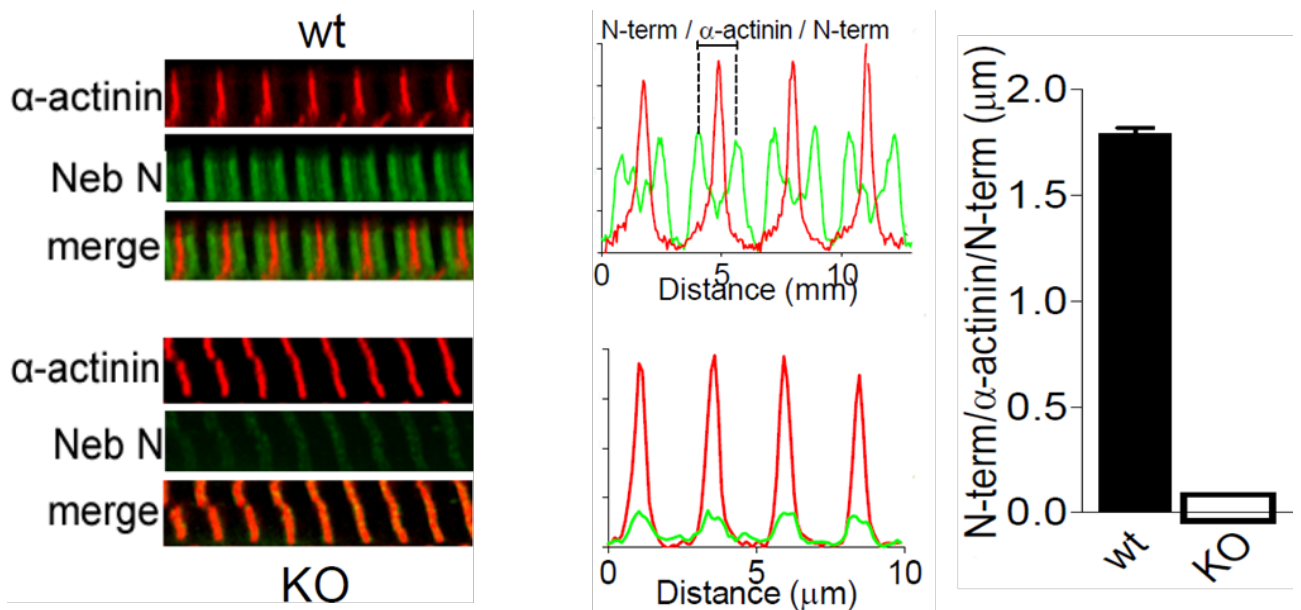 wt
α-actinin
Neb N
merge
α-actinin
Neb N
merge
KO
N-term / α-actinin / N-term
0 5 10
Distance (mm)
0 5 10
Distance (μm)
N-term/α-actinin/N-term (μm)
2.0
1.5
1.0
0.5
0.0
wt
KO